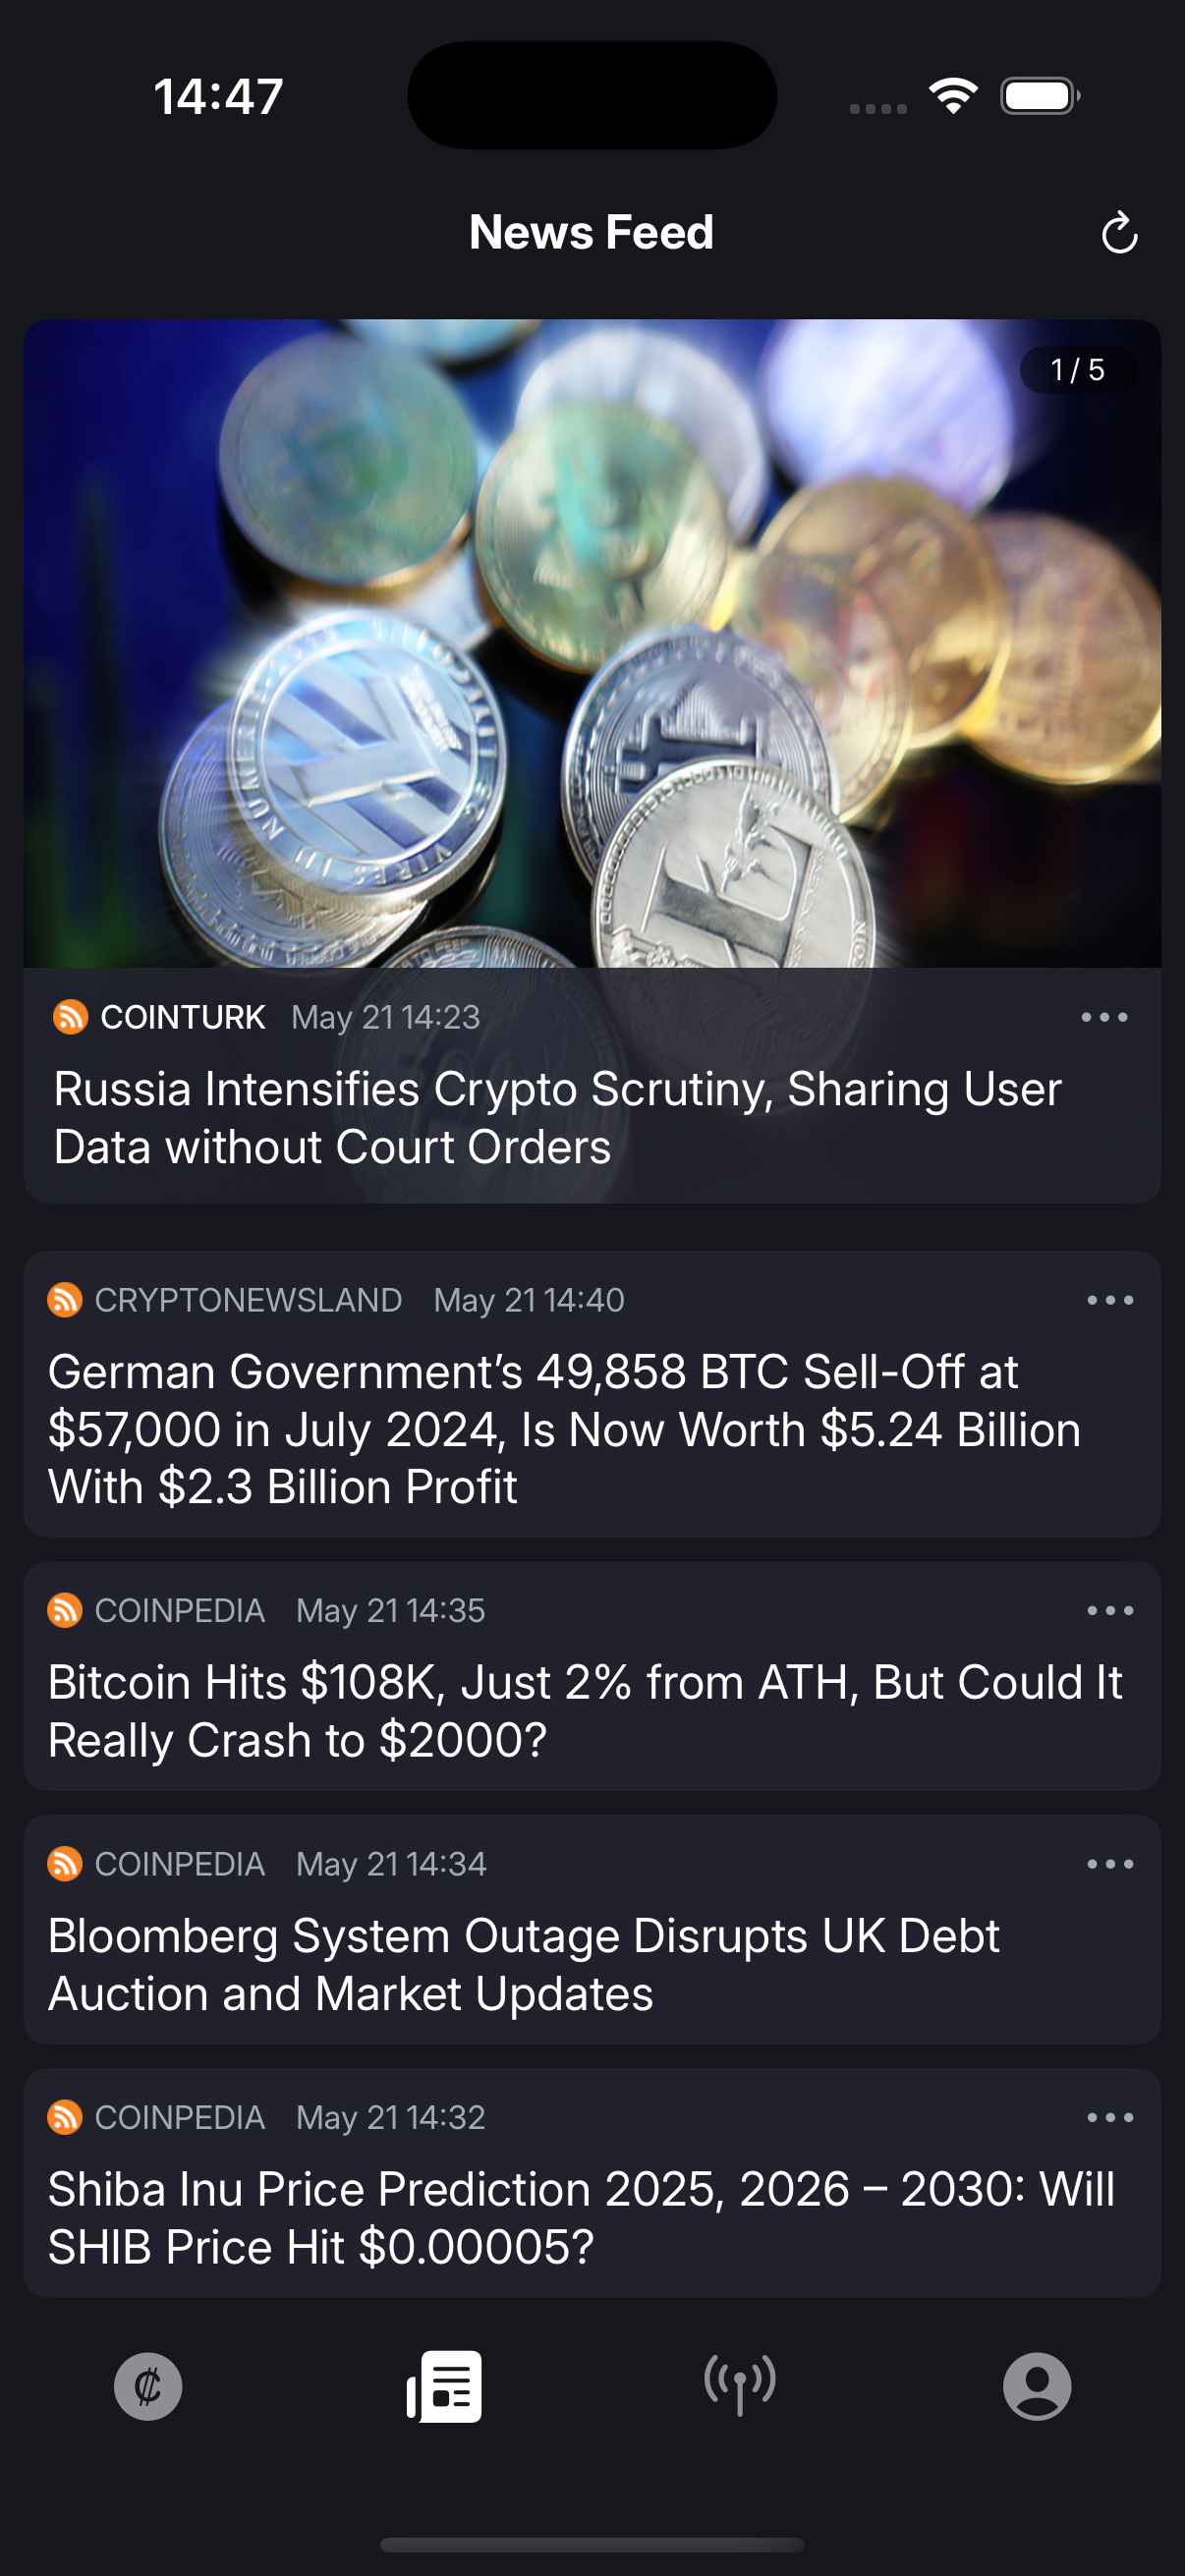 14:47
News Feed
1 / 5
COINTURK May 21 14:23
Russia Intensifies Crypto Scrutiny, Sharing User
Data without Court Orders
CRYPTONEWSLAND May 21 14:40
German Government’s 49,858 BTC Sell-Off at
$57,000 in July 2024, Is Now Worth $5.24 Billion
With $2.3 Billion Profit
COINPEDIA May 21 14:35
Bitcoin Hits $108K, Just 2% from ATH, But Could It
Really Crash to $2000?
COINPEDIA May 21 14:34
Bloomberg System Outage Disrupts UK Debt
Auction and Market Updates
COINPEDIA May 21 14:32
Shiba Inu Price Prediction 2025, 2026 – 2030: Will
SHIB Price Hit $0.00005?